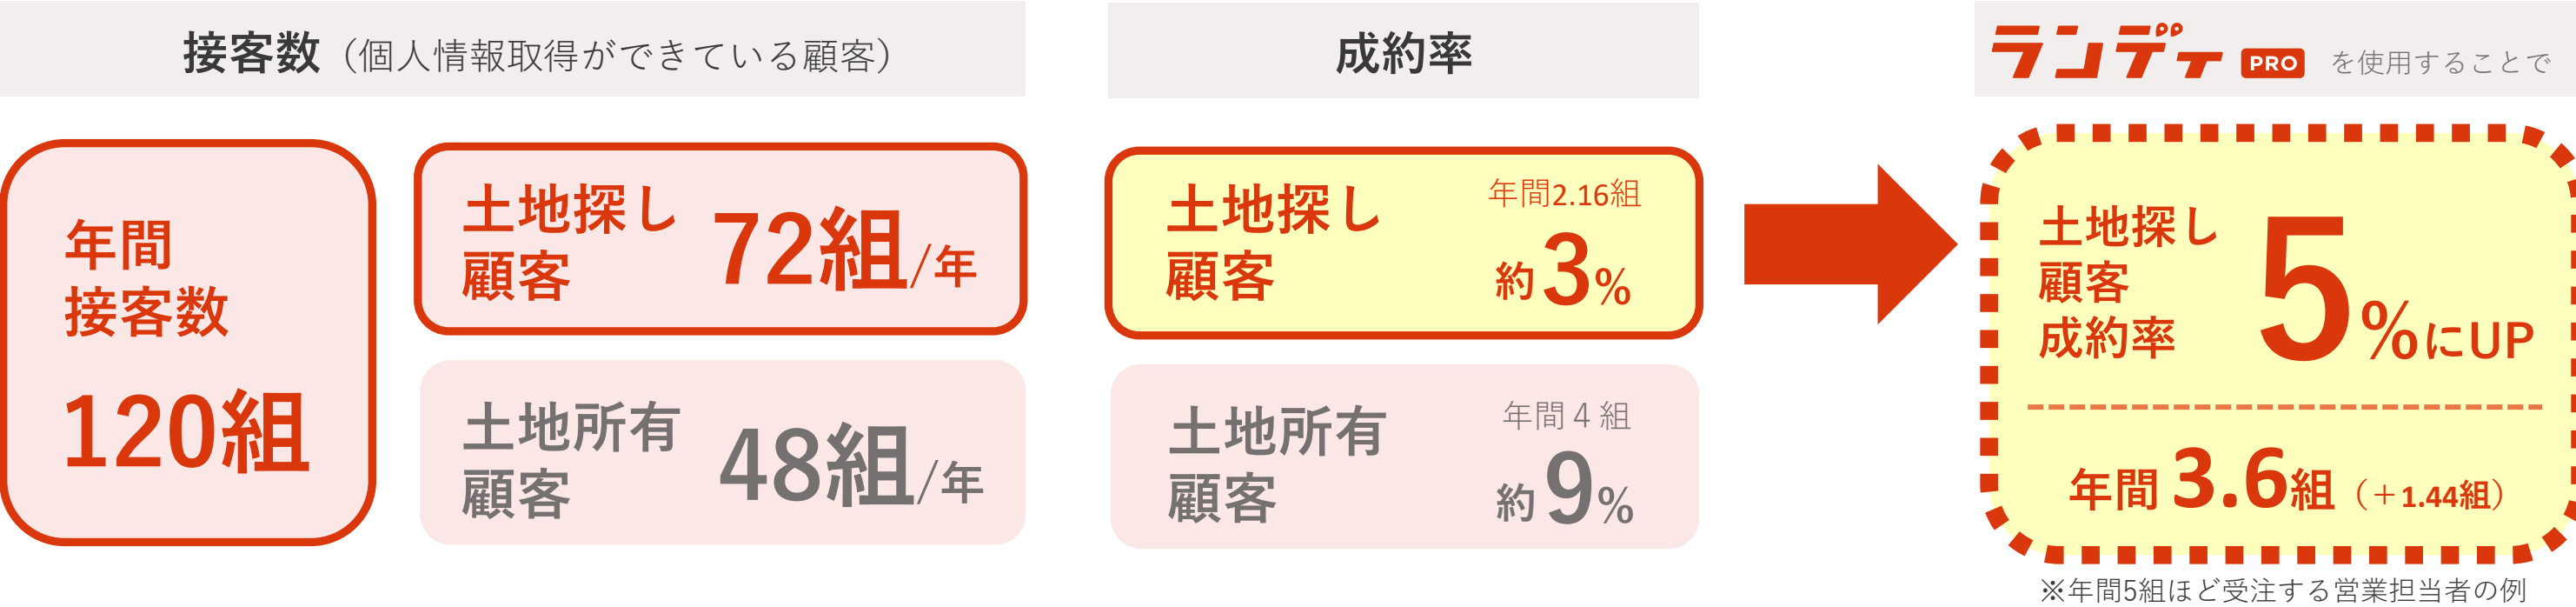 接客数（個人情報取得ができている顧客）
年間
接客数
120組
土地探し
顧客
72組/年
土地所有
顧客
48組/年
成約率
土地探し
顧客
年間2.16組
約3%
土地所有
顧客
年間4組
約9%
ランディ PRO を使用することで
土地探し
顧客
成約率
5%にUP
年間3.6組（＋1.44組）
※年間5組ほど受注する営業担当者の例